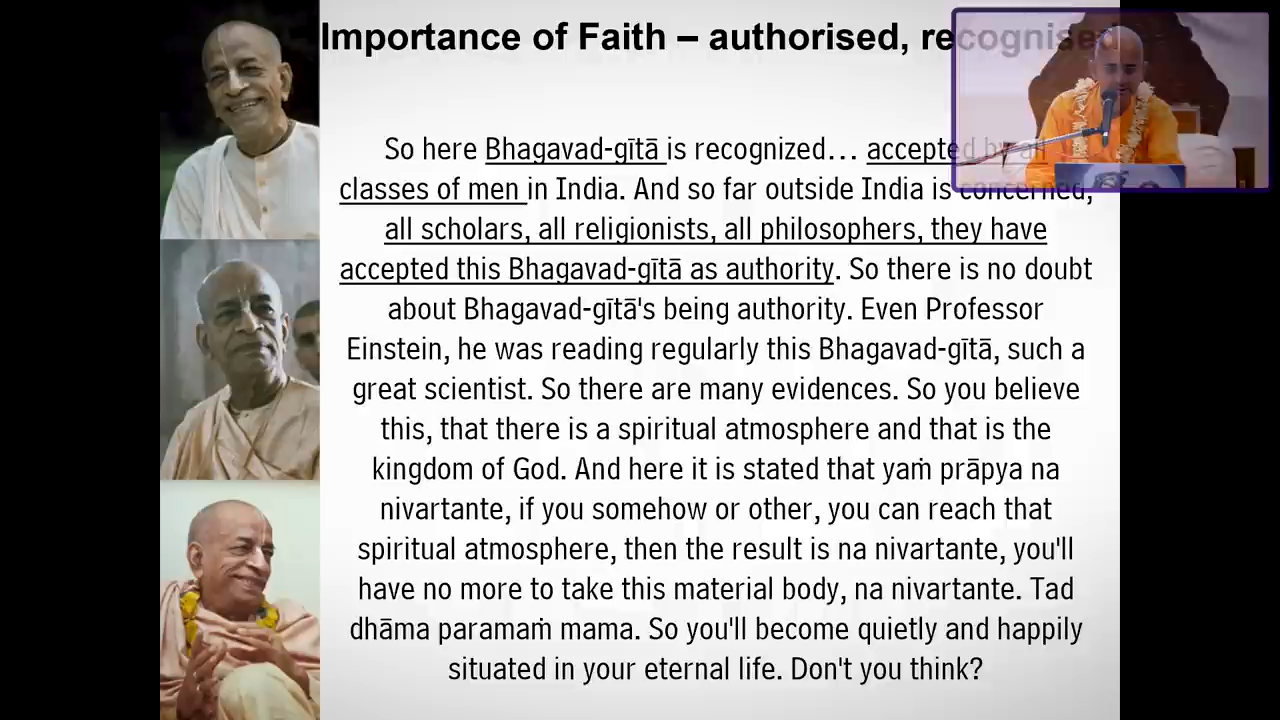 Importance of Faith – authorised, recognised
So here Bhagavad-gītā is recognized… accepted by all
classes of men in India. And so far outside India is concerned,
all scholars, all religionists, all philosophers, they have
accepted this Bhagavad-gītā as authority. So there is no doubt
about Bhagavad-gītā's being authority. Even Professor
Einstein, he was reading regularly this Bhagavad-gītā, such a
great scientist. So there are many evidences. So you believe
this, that there is a spiritual atmosphere and that is the
kingdom of God. And here it is stated that yaṁ prāpya na
nivartante, if you somehow or other, you can reach that
spiritual atmosphere, then the result is na nivartante, you'll
have no more to take this material body, na nivartante. Tad
dhāma paramaṁ mama. So you'll become quietly and happily
situated in your eternal life. Don't you think?